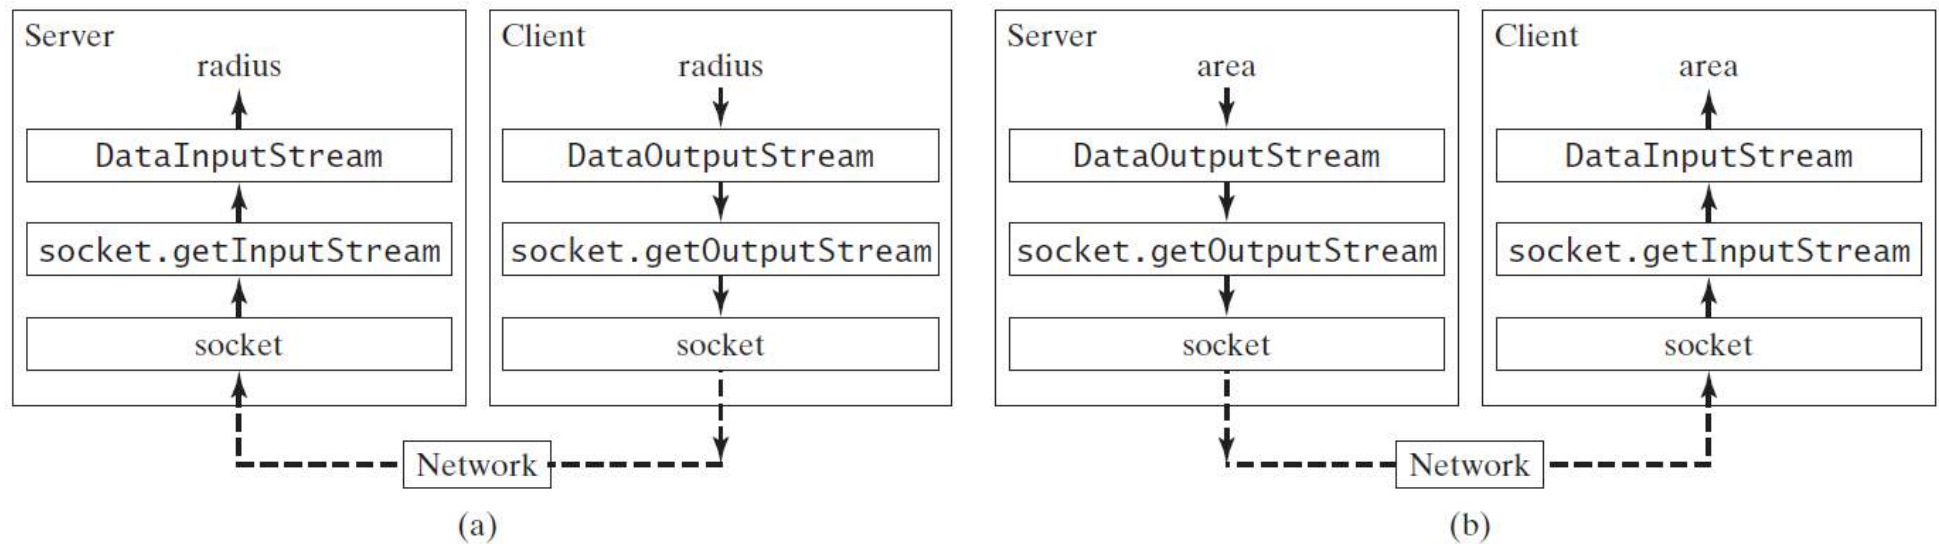 Server
radius
DataInputStream
socket.getInputStream
socket
Client
radius
DataOutputStream
socket.getOutputStream
socket
Network
(a)
Server
area
DataOutputStream
socket.getOutputStream
socket
Client
area
DataInputStream
socket.getInputStream
socket
Network
(b)